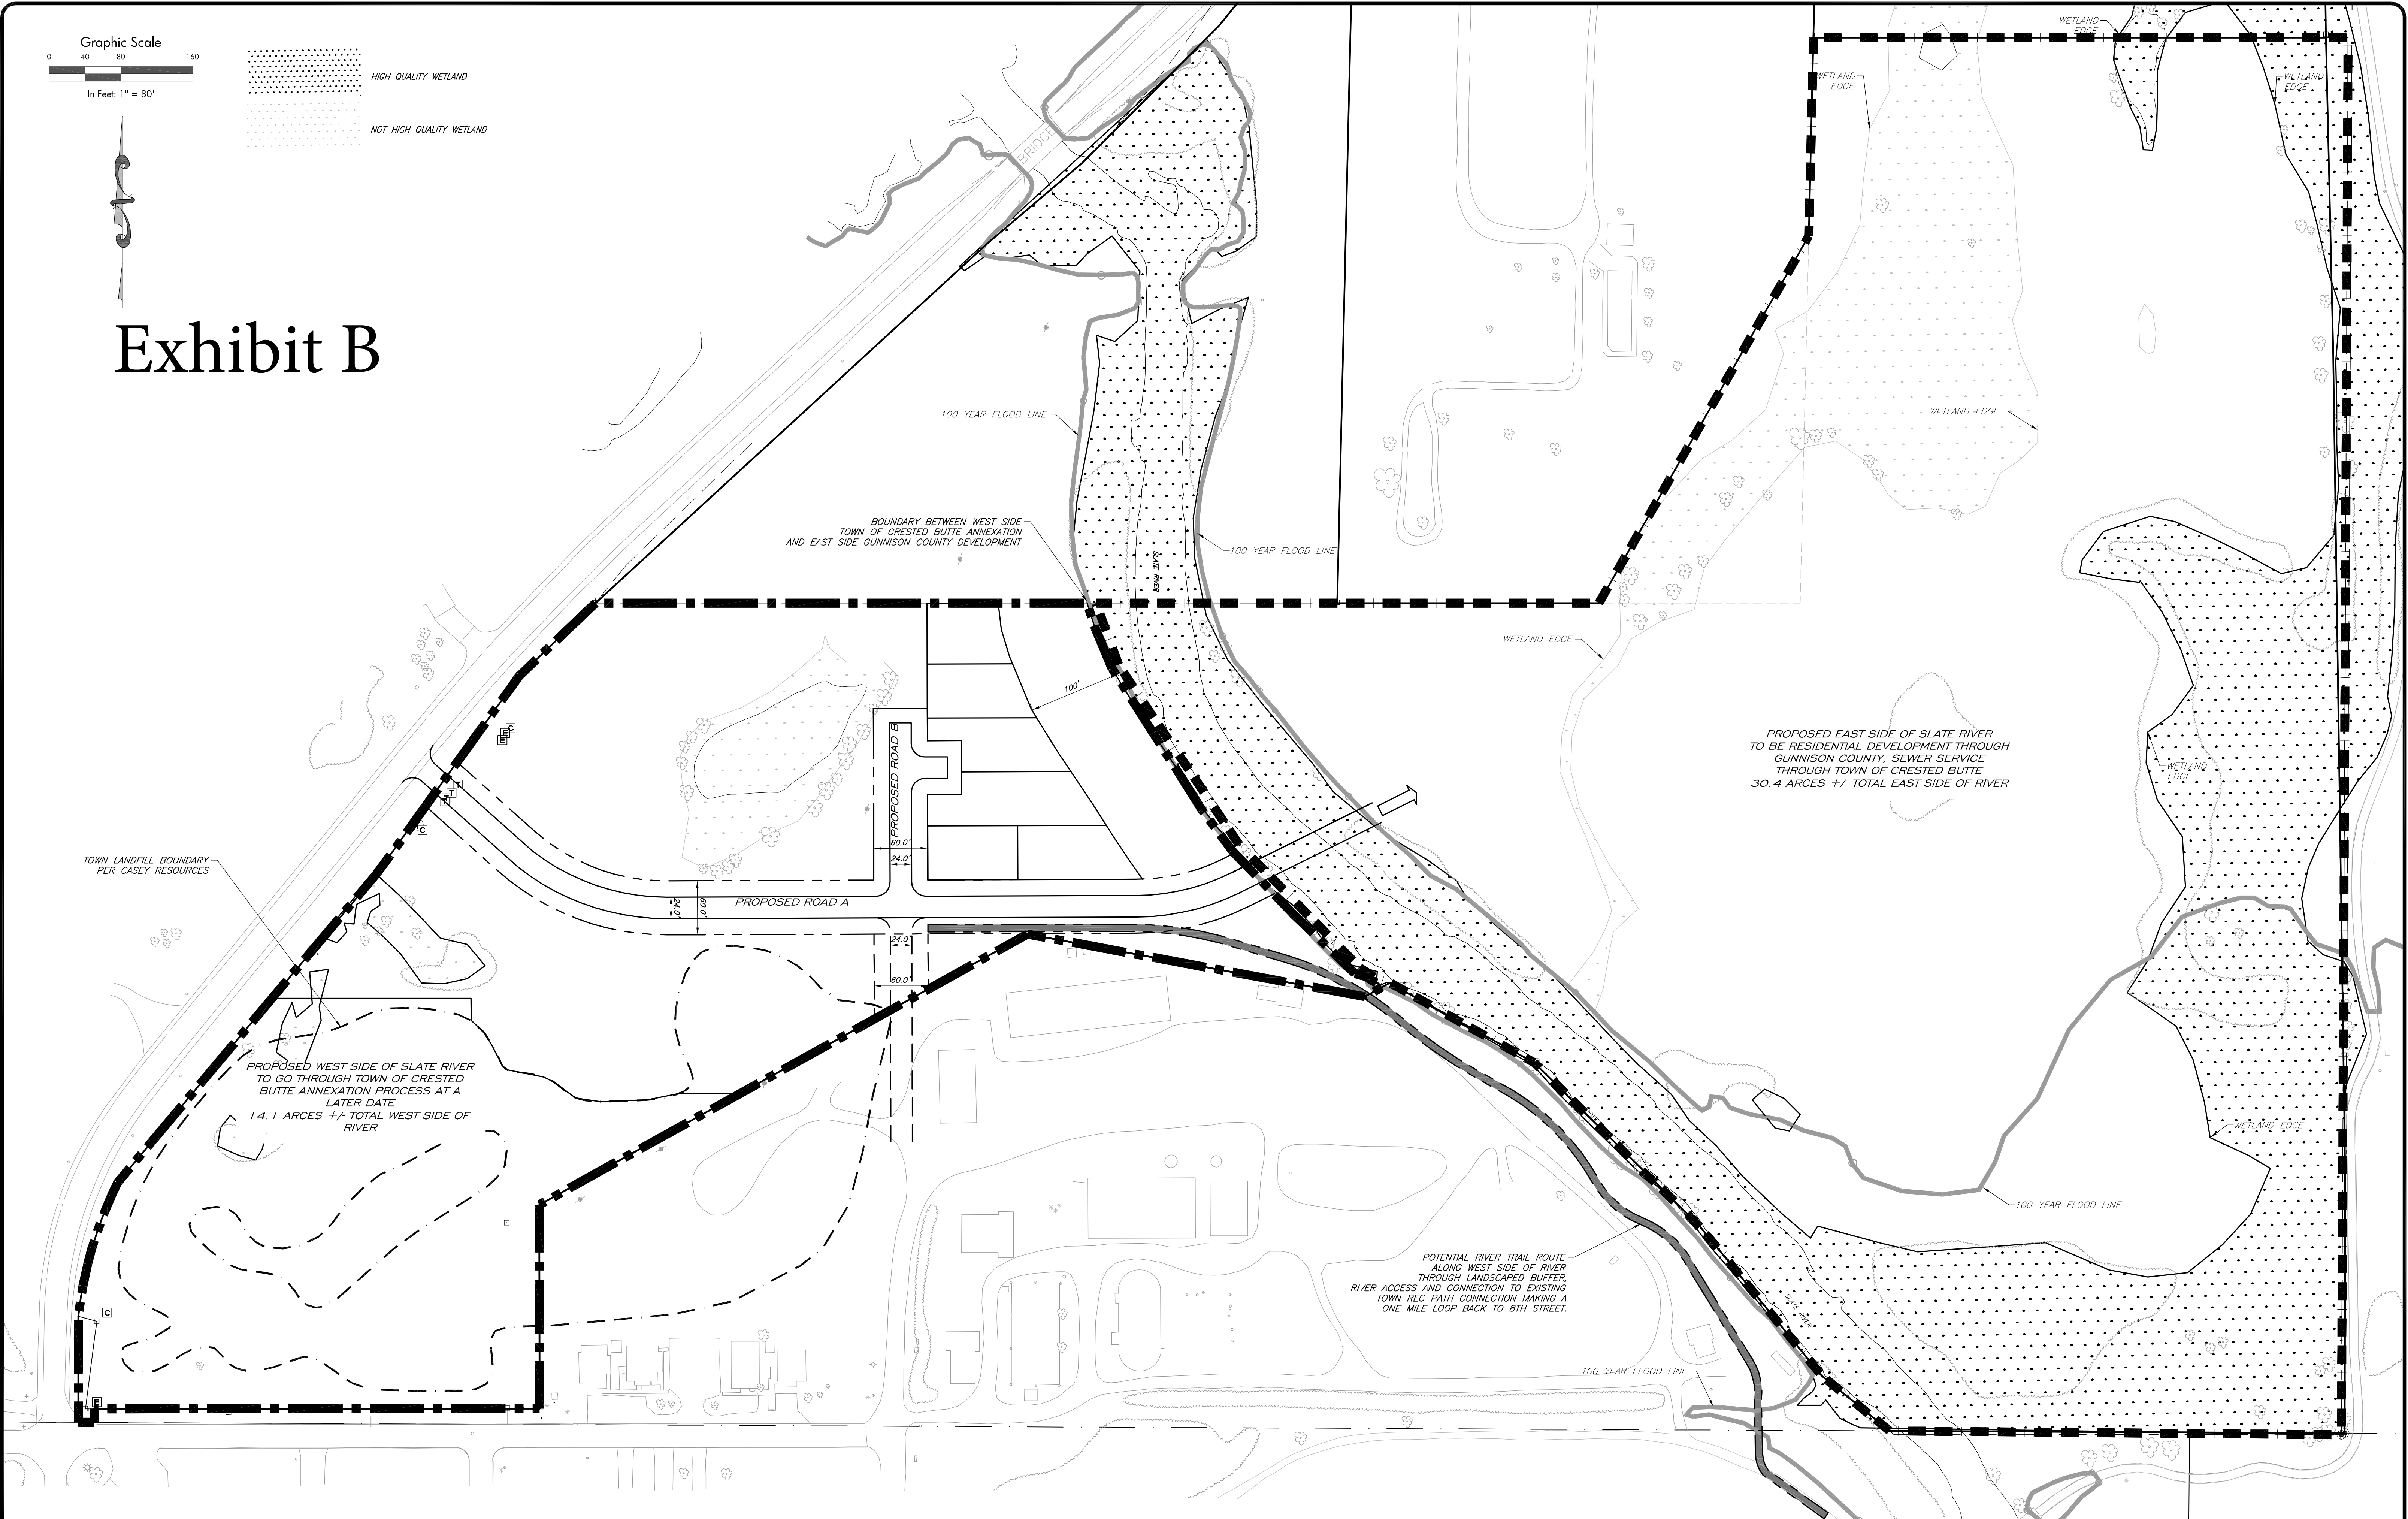 Graphic Scale
0 40 80 160
In Feet: 1" = 80'
HIGH QUALITY WETLAND
NOT HIGH QUALITY WETLAND
Exhibit B
BRIDGE
WETLAND
EDGE
WETLAND
EDGE
WETLAND
EDGE
100 YEAR FLOOD LINE
WETLAND EDGE
BOUNDARY BETWEEN WEST SIDE
TOWN OF CRESTED BUTTE ANNEXATION
AND EAST SIDE GUNNISON COUNTY DEVELOPMENT
100 YEAR FLOOD LINE
SLATE RIVER
WETLAND EDGE
100'
C
E
E
PROPOSED ROAD B
PROPOSED EAST SIDE OF SLATE RIVER
TO BE RESIDENTIAL DEVELOPMENT THROUGH
GUNNISON COUNTY, SEWER SERVICE
THROUGH TOWN OF CRESTED BUTTE
30.4 ARCES +/- TOTAL EAST SIDE OF RIVER
WETLAND
EDGE
T
T
T
C
60.0'
24.0'
TOWN LANDFILL BOUNDARY
PER CASEY RESOURCES
24.0'
60.0'
PROPOSED ROAD A
24.0'
60.0'
PROPOSED WEST SIDE OF SLATE RIVER
TO GO THROUGH TOWN OF CRESTED
BUTTE ANNEXATION PROCESS AT A
LATER DATE
14.1 ARCES +/- TOTAL WEST SIDE OF
RIVER
WETLAND EDGE
100 YEAR FLOOD LINE
POTENTIAL RIVER TRAIL ROUTE
ALONG WEST SIDE OF RIVER
THROUGH LANDSCAPED BUFFER,
RIVER ACCESS AND CONNECTION TO EXISTING
TOWN REC PATH CONNECTION MAKING A
ONE MILE LOOP BACK TO 8TH STREET.
SLATE RIVER
C
100 YEAR FLOOD LINE
E